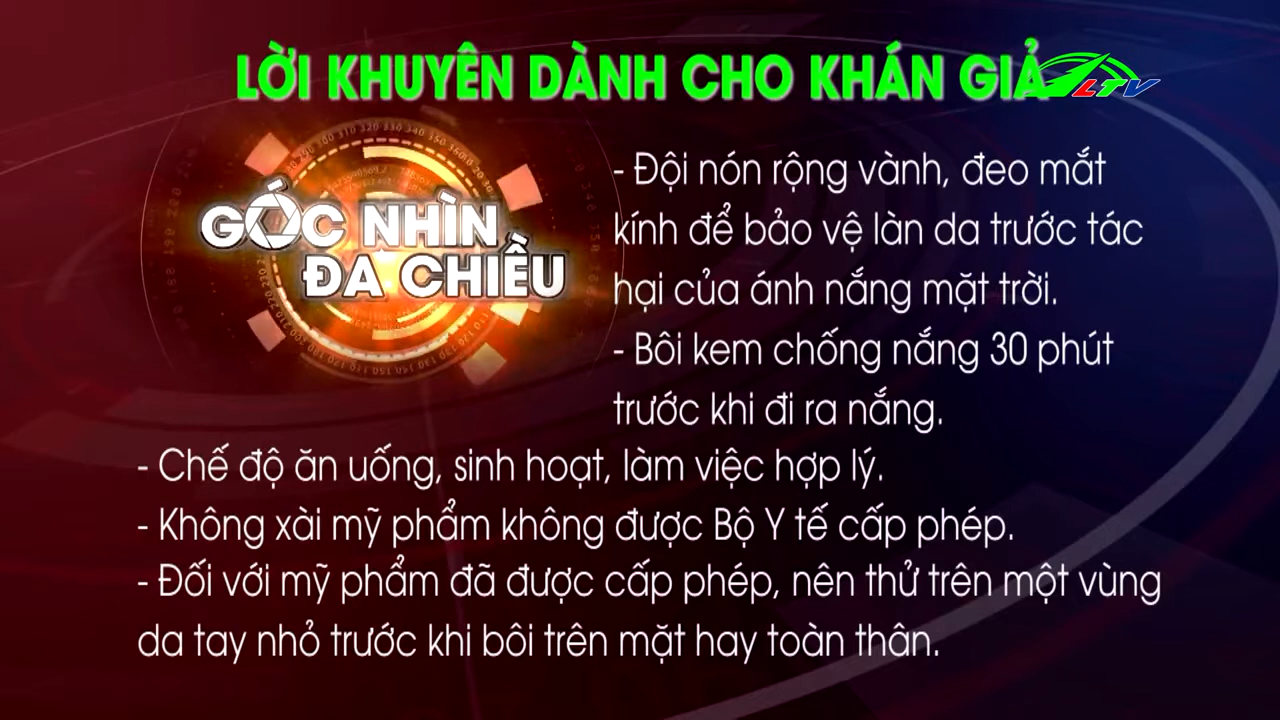 LỜI KHUYÊN DÀNH CHO KHÁN GIẢ
LTV
GÓC NHÌN
ĐA CHIỀU
- Đội nón rộng vành, đeo mắt
kính để bảo vệ làn da trước tác
hại của ánh nắng mặt trời.
- Bôi kem chống nắng 30 phút
trước khi đi ra nắng.
- Chế độ ăn uống, sinh hoạt, làm việc hợp lý.
- Không xài mỹ phẩm không được Bộ Y tế cấp phép.
- Đối với mỹ phẩm đã được cấp phép, nên thử trên một vùng
da tay nhỏ trước khi bôi trên mặt hay toàn thân.